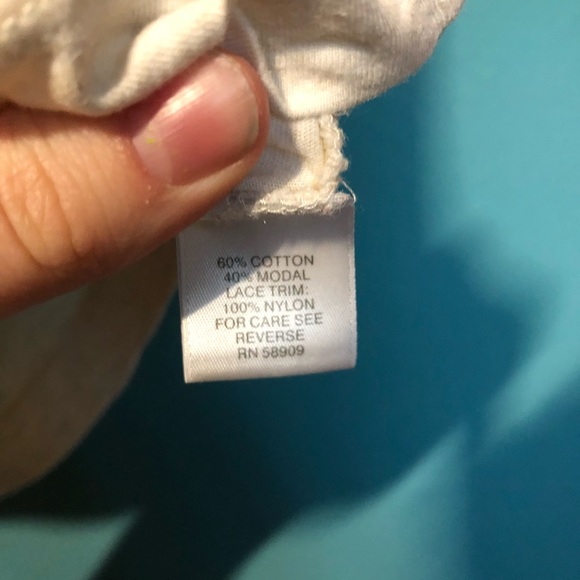 60% COTTON
40% MODAL
LACE TRIM:
100% NYLON
FOR CARE SEE
REVERSE
RN 58909